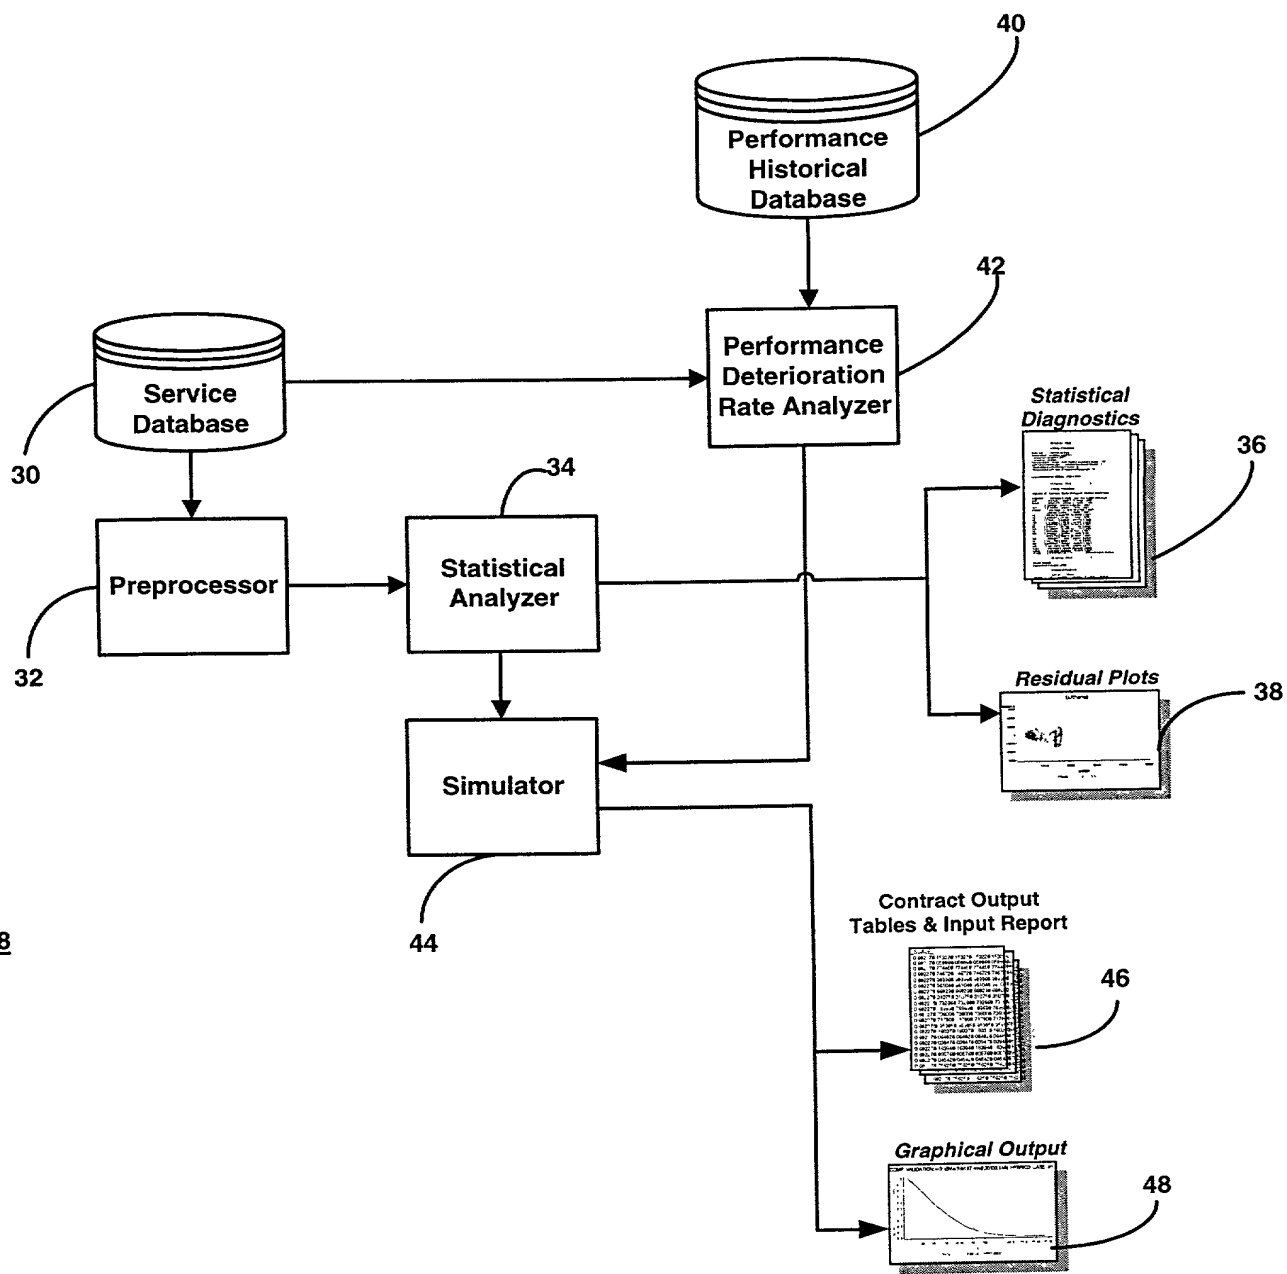 40
Performance
Historical
Database
42
Performance
Deterioration
Rate Analyzer
Service
Database
30
Statistical
Diagnostics
36
34
Preprocessor
Statistical
Analyzer
32
Residual Plots
38
Simulator
44
8
Contract Output
Tables & Input Report
46
Graphical Output
48